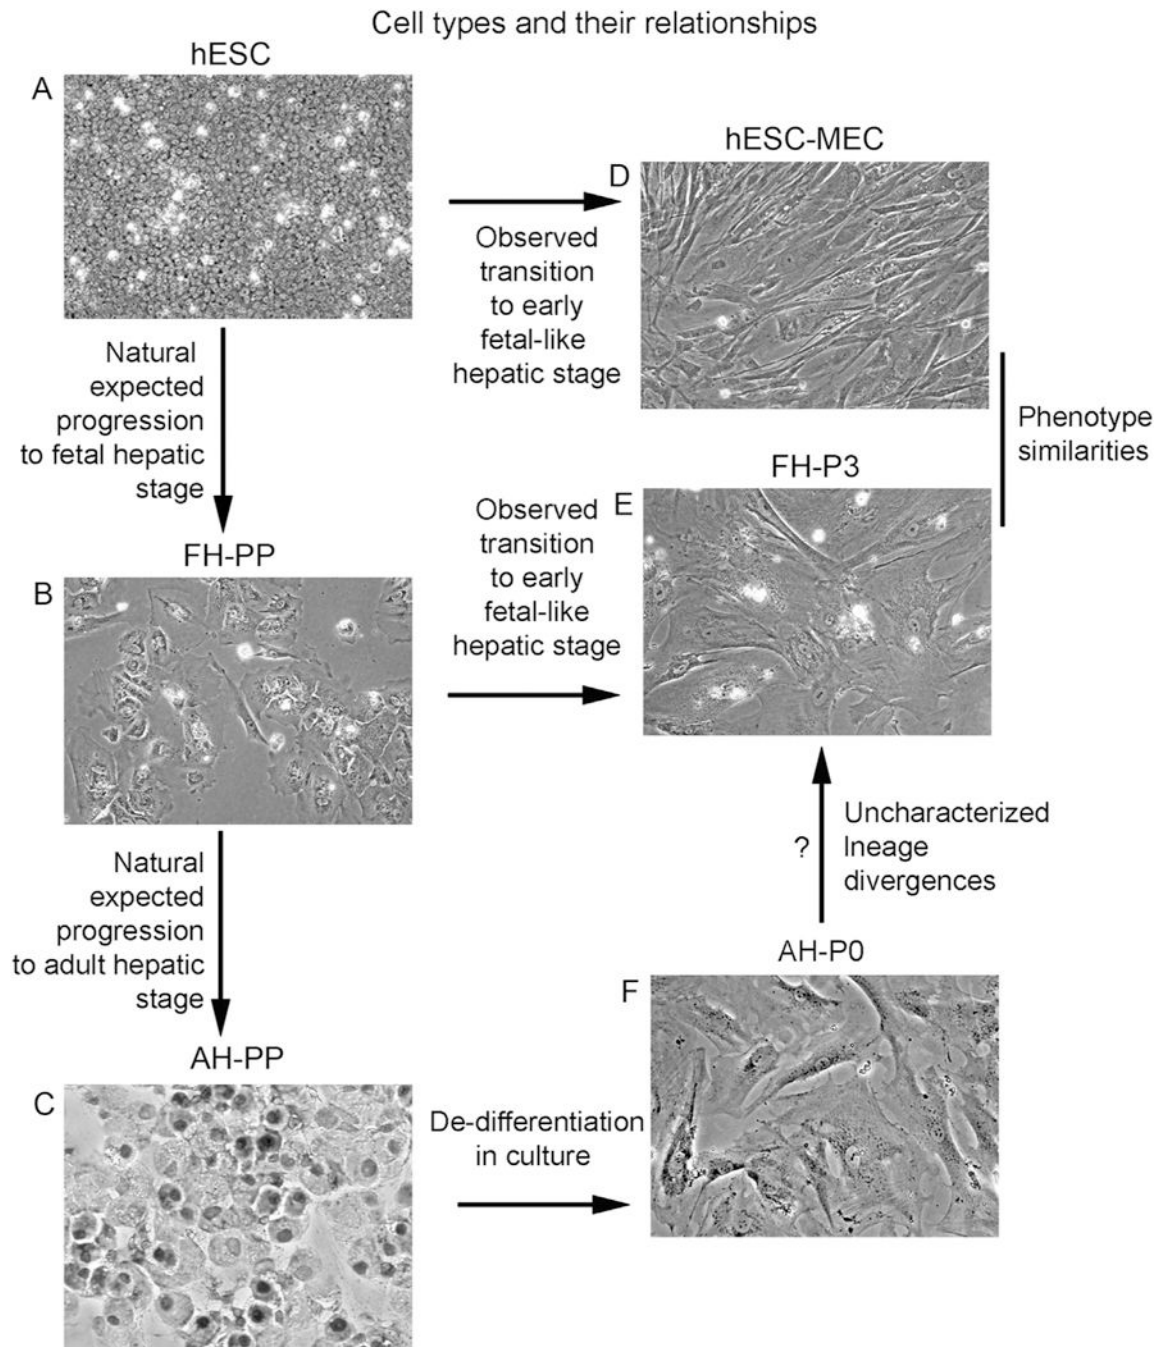 Cell types and their relationships
hESC
A
hESC-MEC
D
Observed
transition
to early
fetal-like
hepatic stage
Natural
expected
progression
to fetal hepatic
stage
Phenotype
similarities
FH-P3
E
FH-PP
B
Observed
transition
to early
fetal-like
hepatic stage
Natural
expected
progression
to adult hepatic
stage
?
Uncharacterized
lineage
divergences
AH-P0
F
AH-PP
C
De-differentiation
in culture